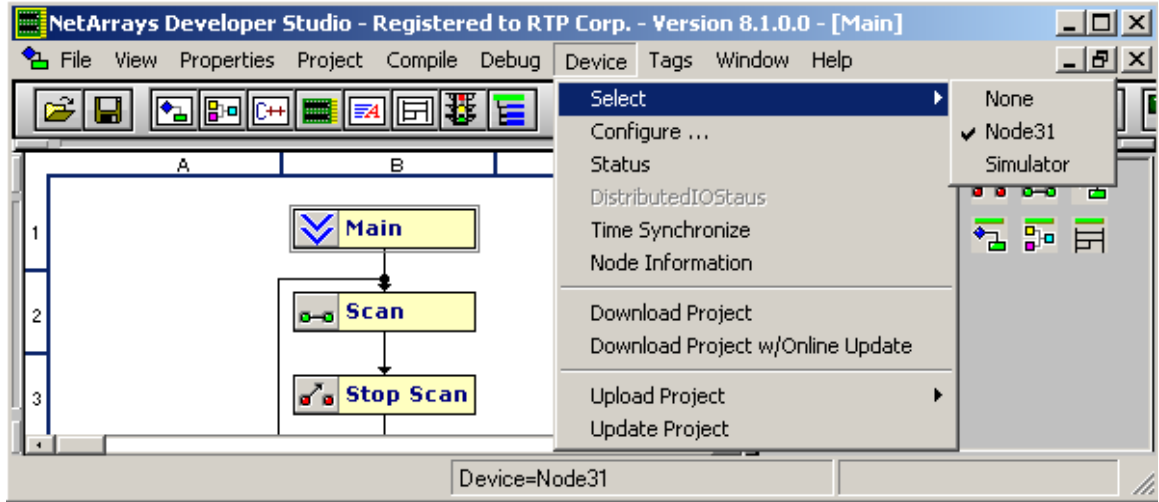 NetArrays Developer Studio - Registered to RTP Corp. - Version 8.1.0.0 - [Main]
File View Properties Project Compile Debug Device Tags Window Help
C++
A B
Select
None
Configure ...
Node31
Status
Simulator
DistributedIOStaus
1
Main
Time Synchronize
Node Information
2
Scan
Download Project
Download Project w/Online Update
3
Stop Scan
Upload Project
Update Project
Device=Node31